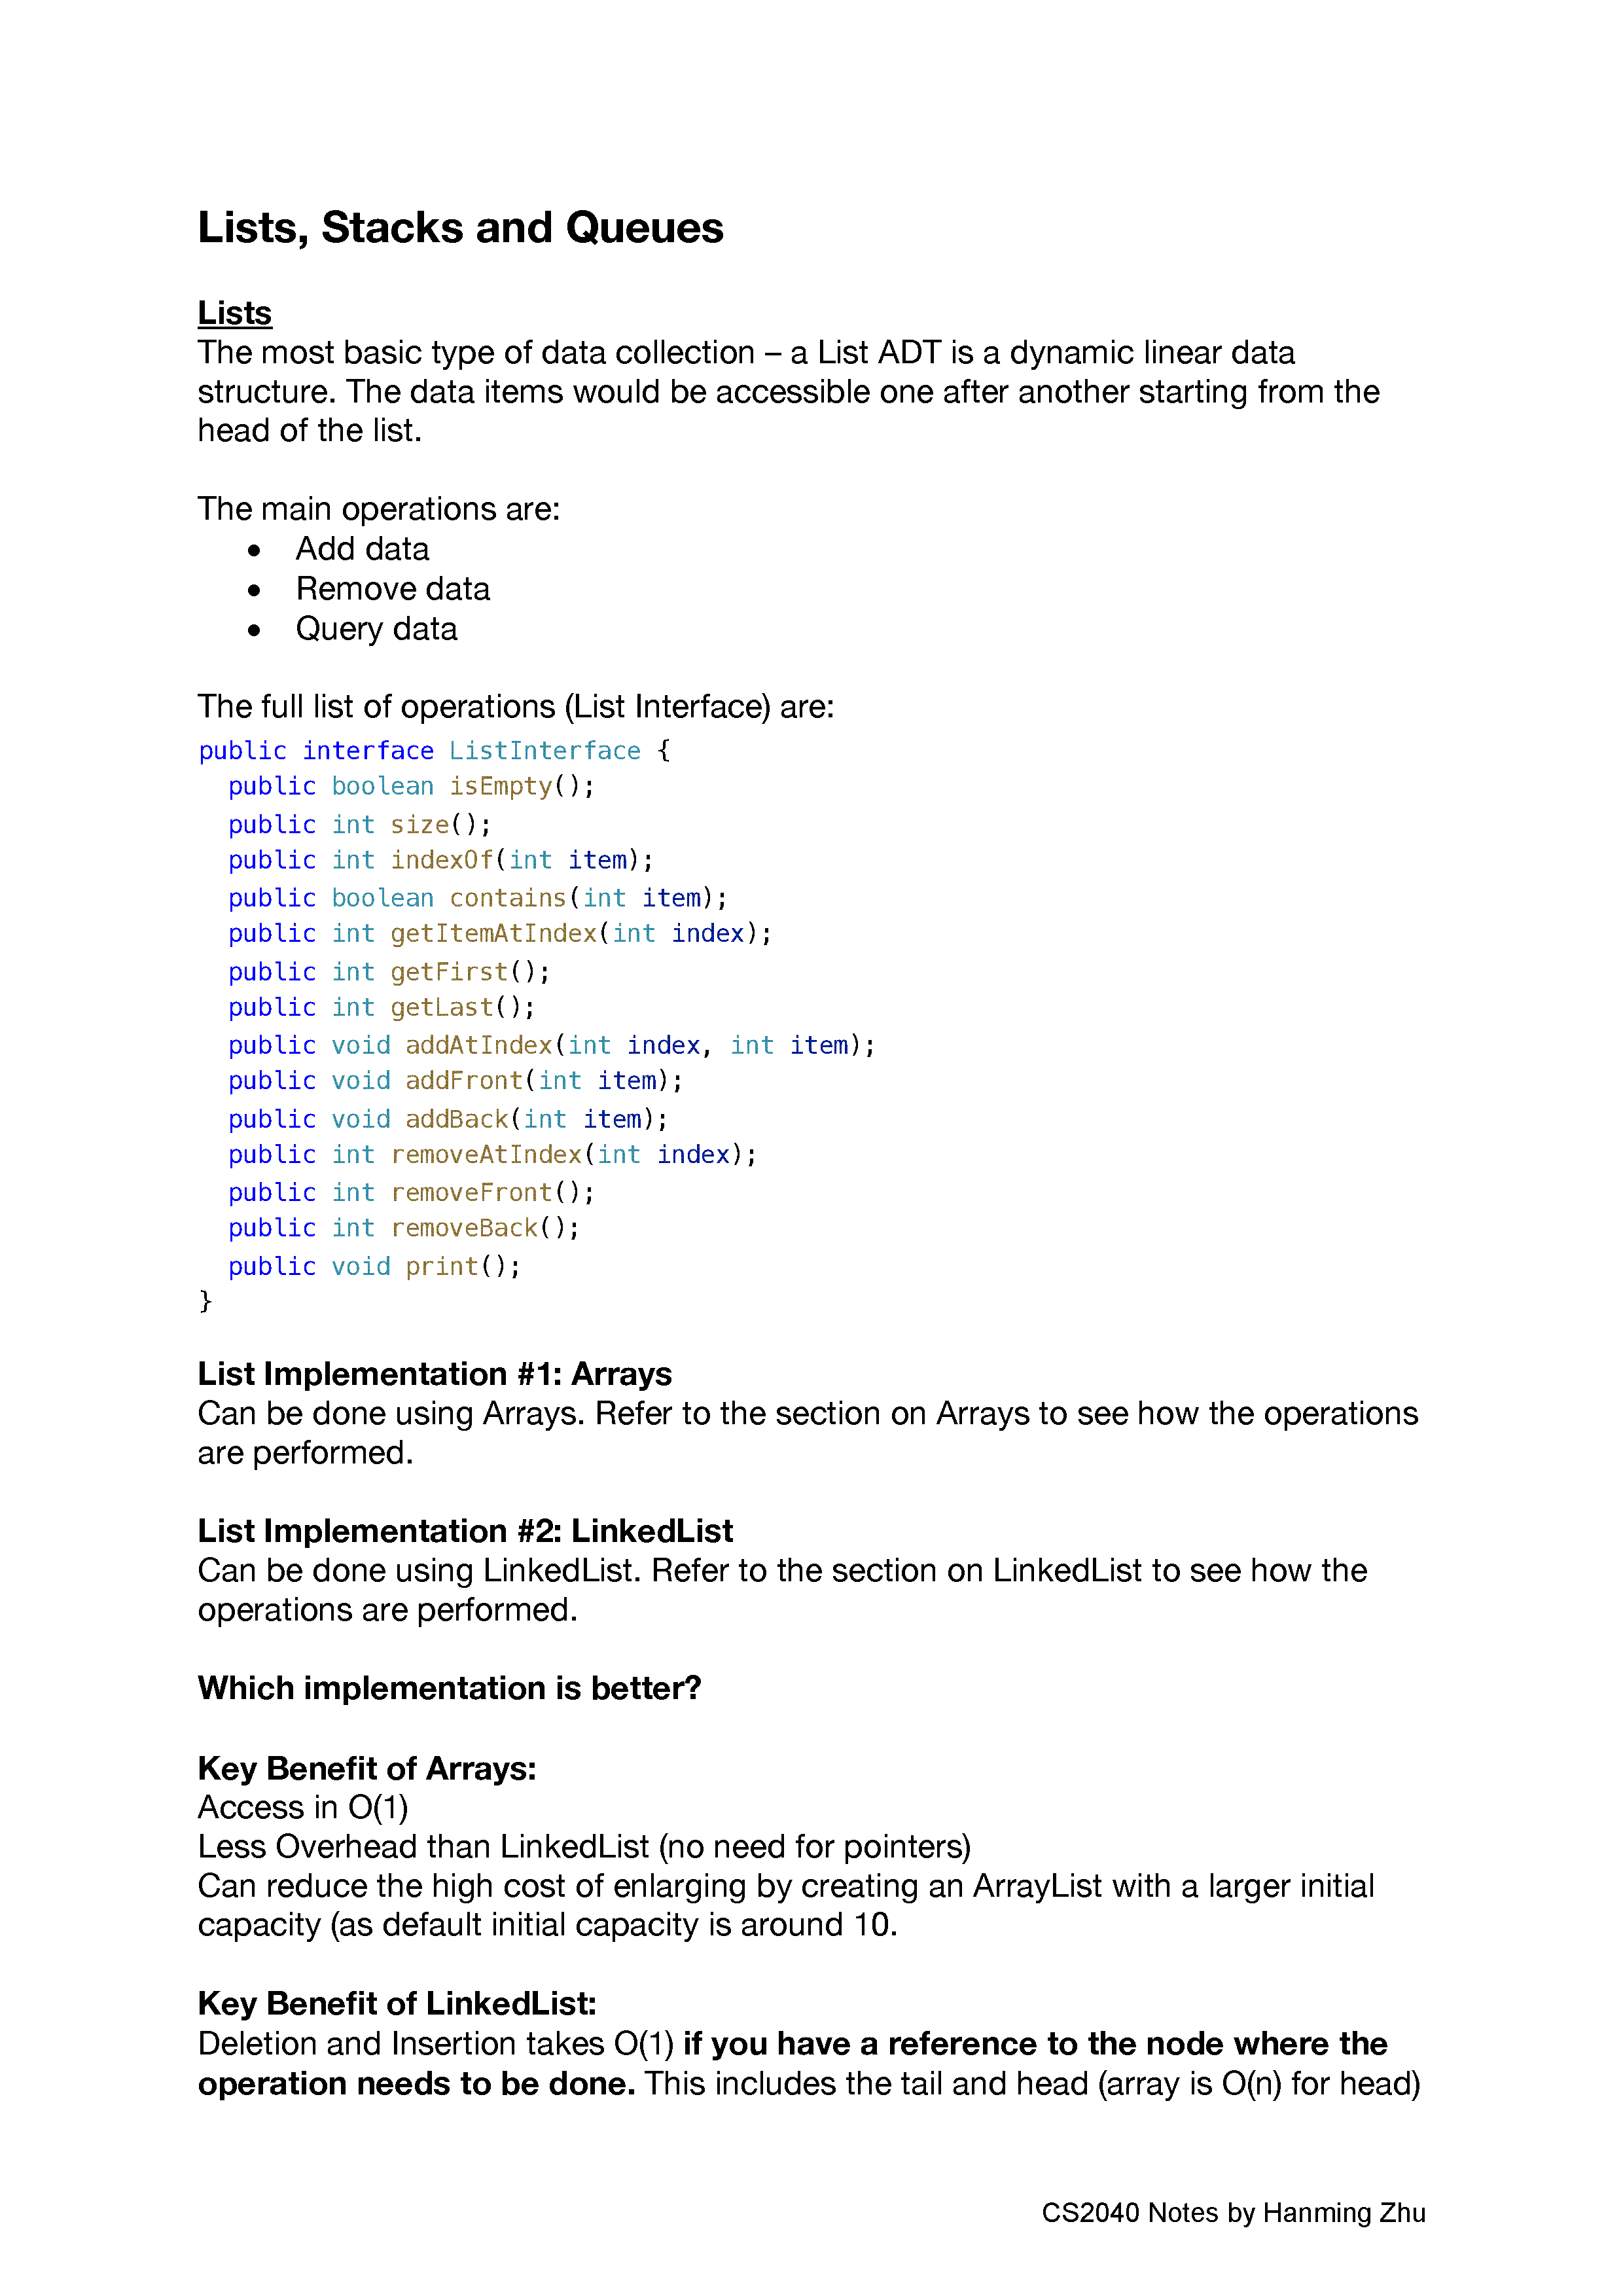 Lists, Stacks and Queues
Lists
The most basic type of data collection – a List ADT is a dynamic linear data
structure. The data items would be accessible one after another starting from the
head of the list.
The main operations are:
• Add data
• Remove data
• Query data
The full list of operations (List Interface) are:
public interface ListInterface {
  public boolean isEmpty();
  public int size();
  public int indexOf(int item);
  public boolean contains(int item);
  public int getItemAtIndex(int index);
  public int getFirst();
  public int getLast();
  public void addAtIndex(int index, int item);
  public void addFront(int item);
  public void addBack(int item);
  public int removeAtIndex(int index);
  public int removeFront();
  public int removeBack();
  public void print();
}
List Implementation #1: Arrays
Can be done using Arrays. Refer to the section on Arrays to see how the operations
are performed.
List Implementation #2: LinkedList
Can be done using LinkedList. Refer to the section on LinkedList to see how the
operations are performed.
Which implementation is better?
Key Benefit of Arrays:
Access in O(1)
Less Overhead than LinkedList (no need for pointers)
Can reduce the high cost of enlarging by creating an ArrayList with a larger initial
capacity (as default initial capacity is around 10.
Key Benefit of LinkedList:
Deletion and Insertion takes O(1) if you have a reference to the node where the
operation needs to be done. This includes the tail and head (array is O(n) for head)
CS2040 Notes by Hanming Zhu